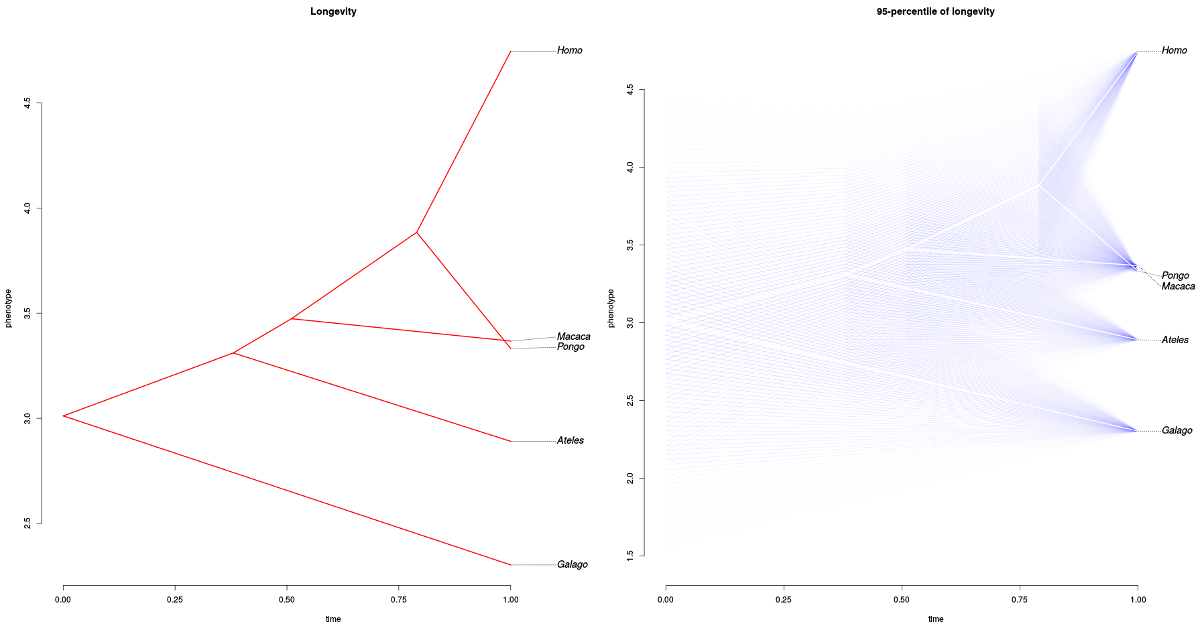 Longevity
phenotype
4.5
4.0
3.5
3.0
2.5
Homo
Macaca
Pongo
Ateles
Galago
0.00
0.25
0.50
0.75
1.00
time
95-percentile of longevity
phenotype
4.5
4.0
3.5
3.0
2.5
2.0
1.5
Homo
Pongo
Macaca
Ateles
Galago
0.00
0.25
0.50
0.75
1.00
time